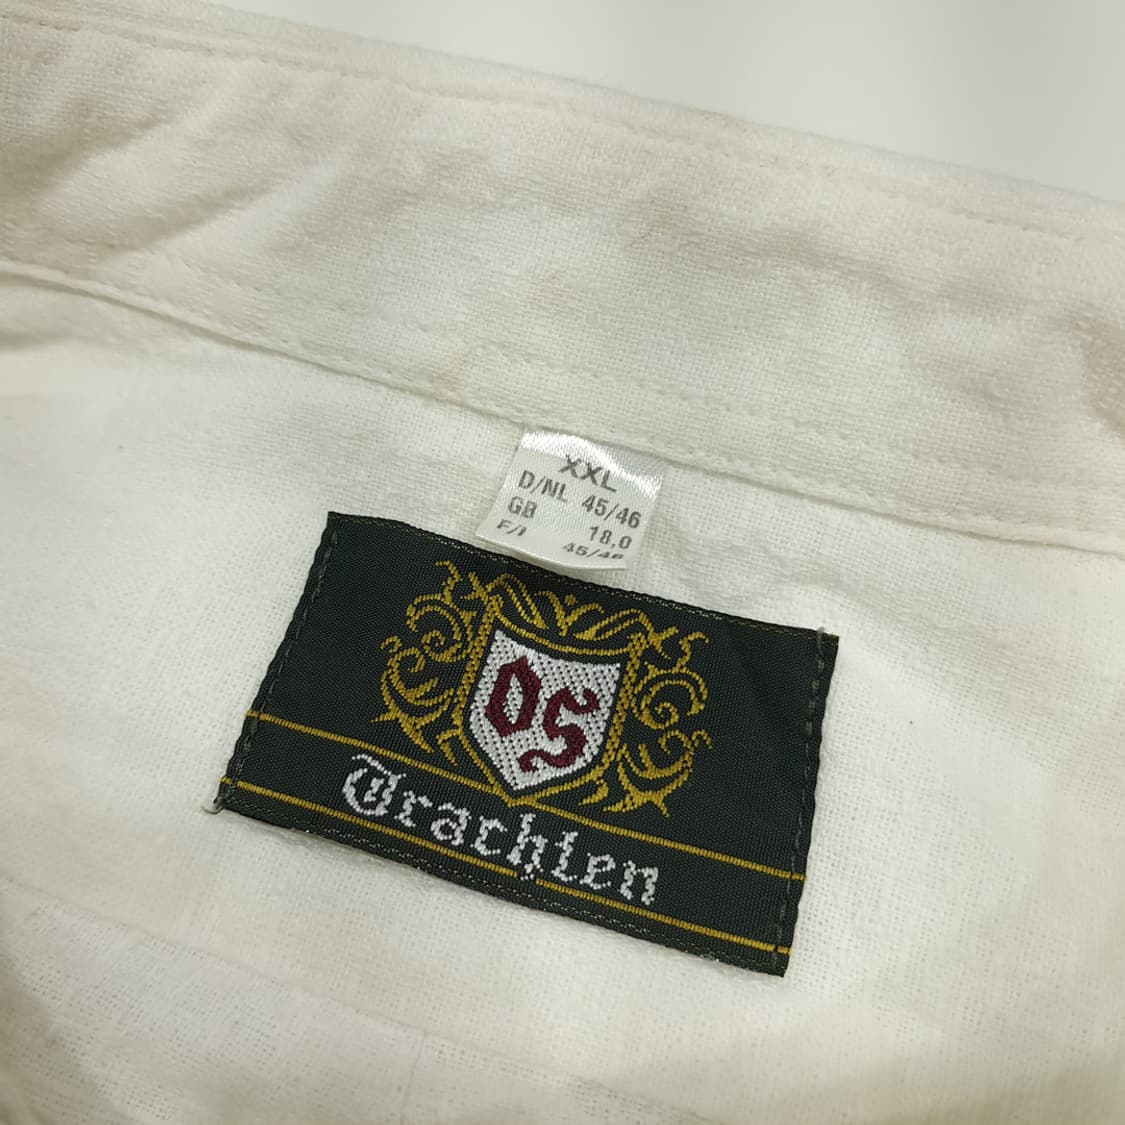 XXL
D/NL 45/46
GB 18,0
F/I 45/46
OS
Trachten